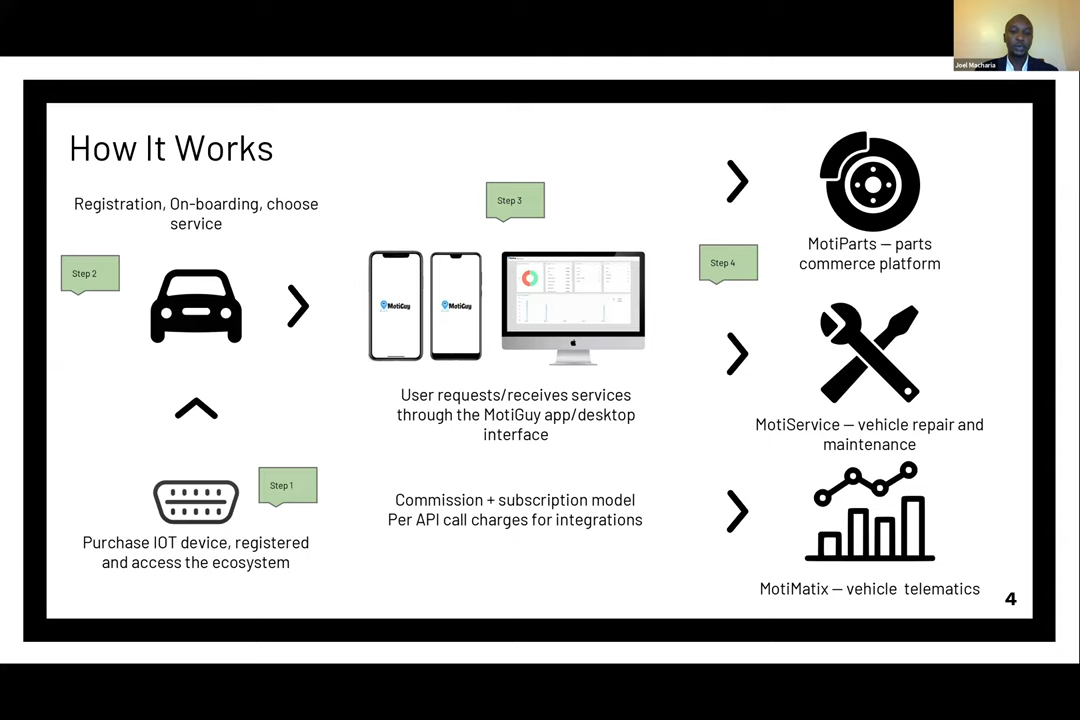 Joel Macharia
How It Works
Registration, On-boarding, choose
service
Step 2
Step 1
Purchase IOT device, registered
and access the ecosystem
Step 3
MotiGuy
MotiGuy
User requests/receives services
through the MotiGuy app/desktop
interface
Commission + subscription model
Per API call charges for integrations
Step 4
MotiParts — parts
commerce platform
MotiService — vehicle repair and
maintenance
MotiMatix — vehicle telematics
4